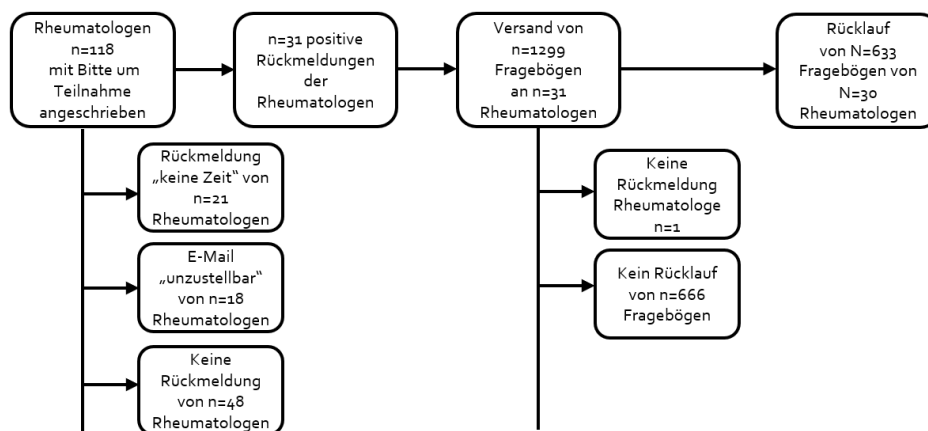 Rheumatologen
n=118
mit Bitte um
Teilnahme
angeschrieben
n=31 positive
Rückmeldungen
der
Rheumatologen
Versand von
n=1299
Fragebögen
an n=31
Rheumatologen
Rücklauf
von N=633
Fragebögen von
N=30
Rheumatologen
Rückmeldung
„keine Zeit“ von
n=21
Rheumatologen
E-Mail
„unzustellbar“
von n=18
Rheumatologen
Keine
Rückmeldung
von n=48
Rheumatologen
Keine
Rückmeldung
Rheumatologe
n=1
Kein Rücklauf
von n=666
Fragebögen